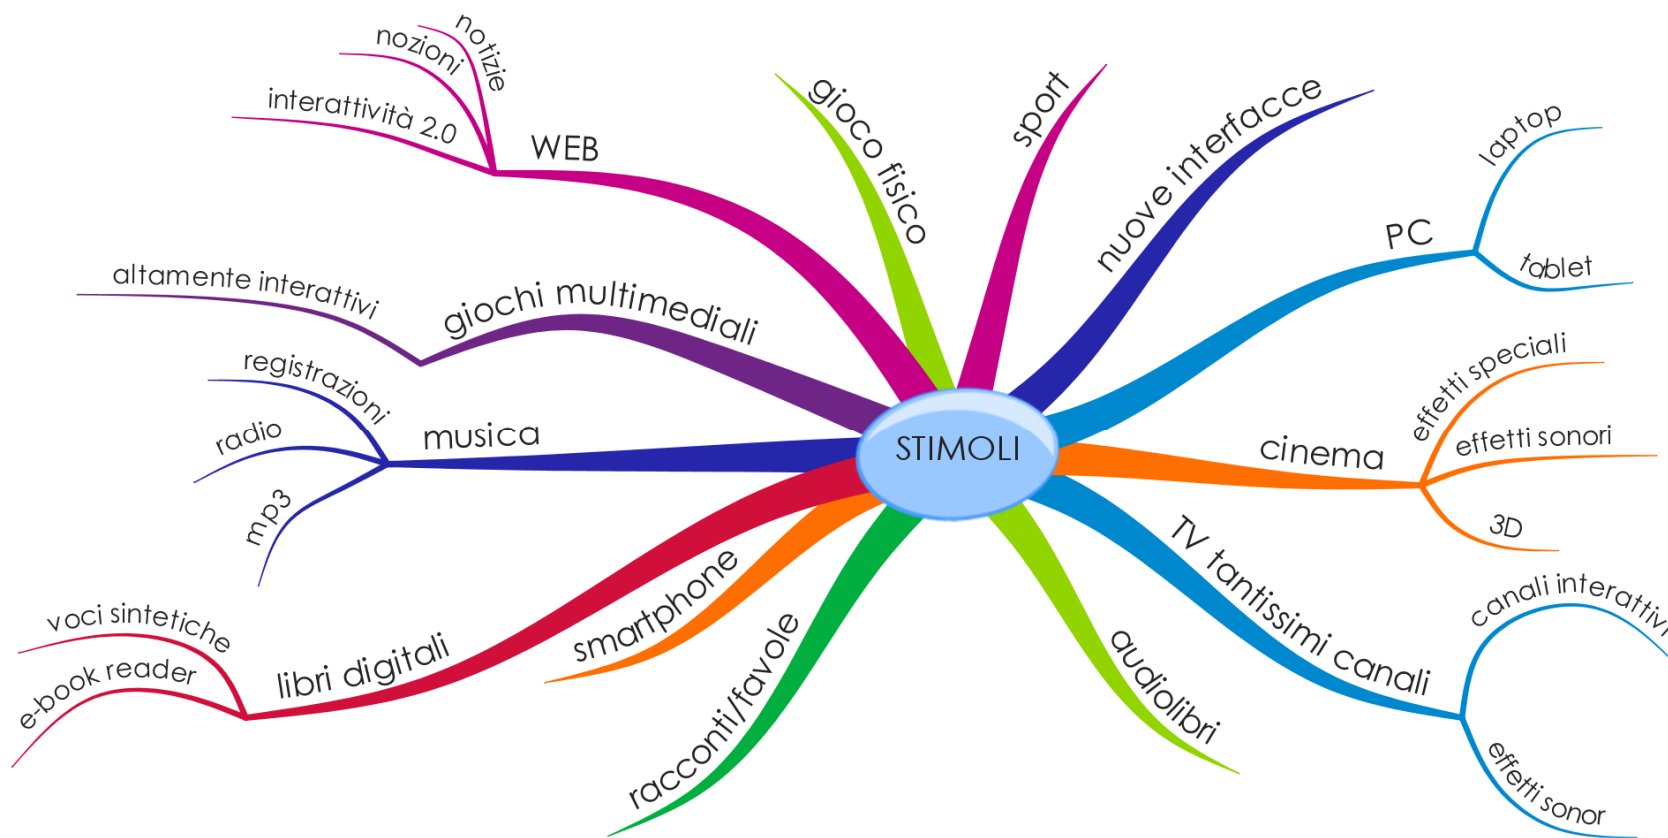 STIMOLI
WEB
notizie
nozioni
interattività 2.0
gioco fisico
sport
nuove interfacce
PC
laptop
tablet
cinema
effetti speciali
effetti sonori
3D
TV tantissimi canali
canali interattivi
effetti sonor
audiolibri
racconti/favole
smartphone
libri digitali
voci sintetiche
e-book reader
musica
registrazioni
radio
mp3
giochi multimediali
altamente interattivi